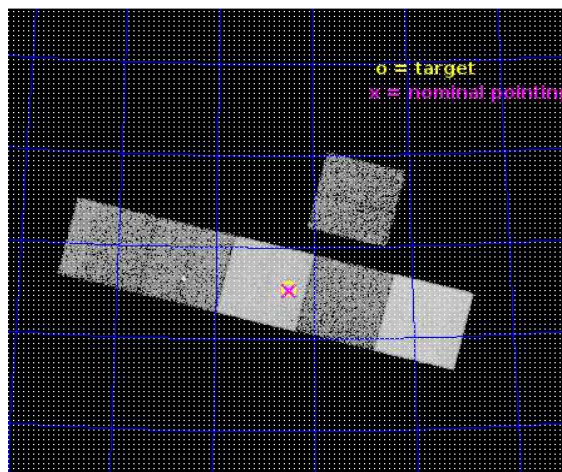 o = target
x = nominal pointing